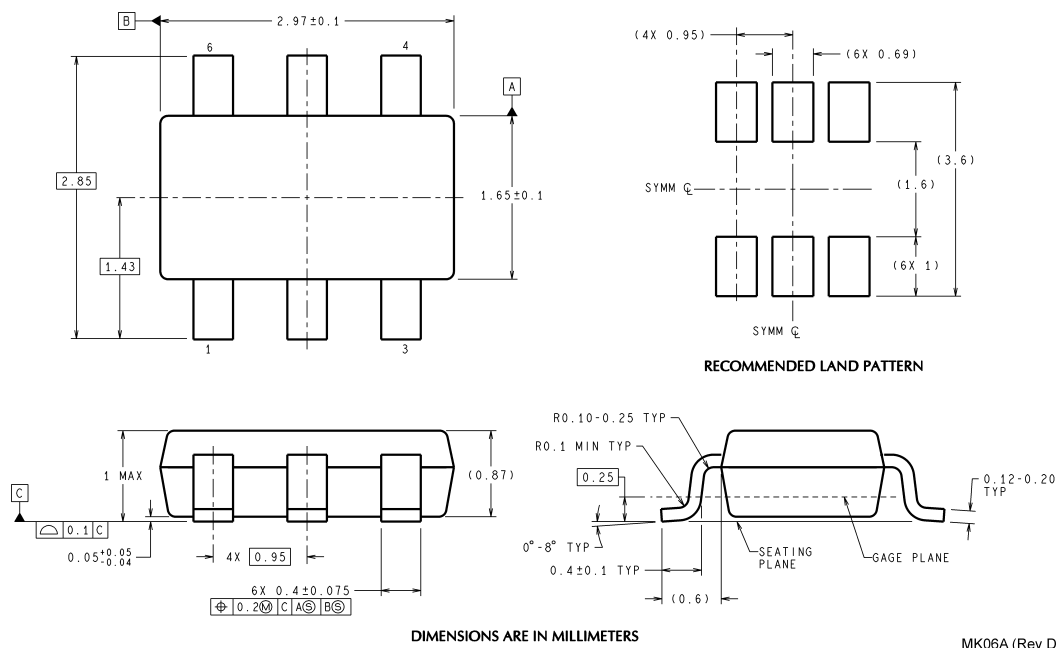 B
2.97±0.1
6
4
A
2.85
1.65±0.1
1.43
1
3
(4X 0.95)
(6X 0.69)
(3.6)
(1.6)
SYMM ℄
(6X 1)
SYMM ℄
RECOMMENDED LAND PATTERN
1 MAX
(0.87)
C
⌓ 0.1 C
0.05 +0.05 -0.04
4X 0.95
6X 0.4±0.075
⌖ 0.2Ⓜ C AⓈ BⓈ
R0.10-0.25 TYP
R0.1 MIN TYP
0.25
0.12-0.20
TYP
0°-8° TYP
SEATING
PLANE
GAGE PLANE
0.4±0.1 TYP
(0.6)
DIMENSIONS ARE IN MILLIMETERS
MK06A (Rev D